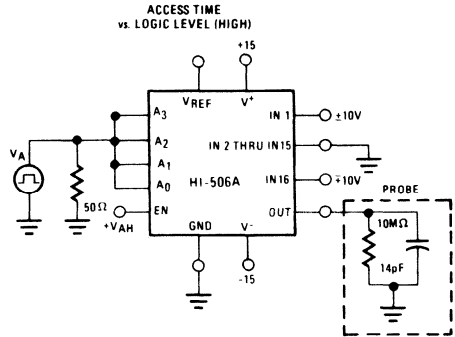 ACCESS TIME
vs. LOGIC LEVEL (HIGH)
+15
VREF
V+
A3
A2
A1
A0
EN
IN 1
±10V
IN 2 THRU IN15
HI-506A
IN16
∓10V
OUT
GND
V-
VA
50Ω
+VAH
-15
PROBE
10MΩ
14pF